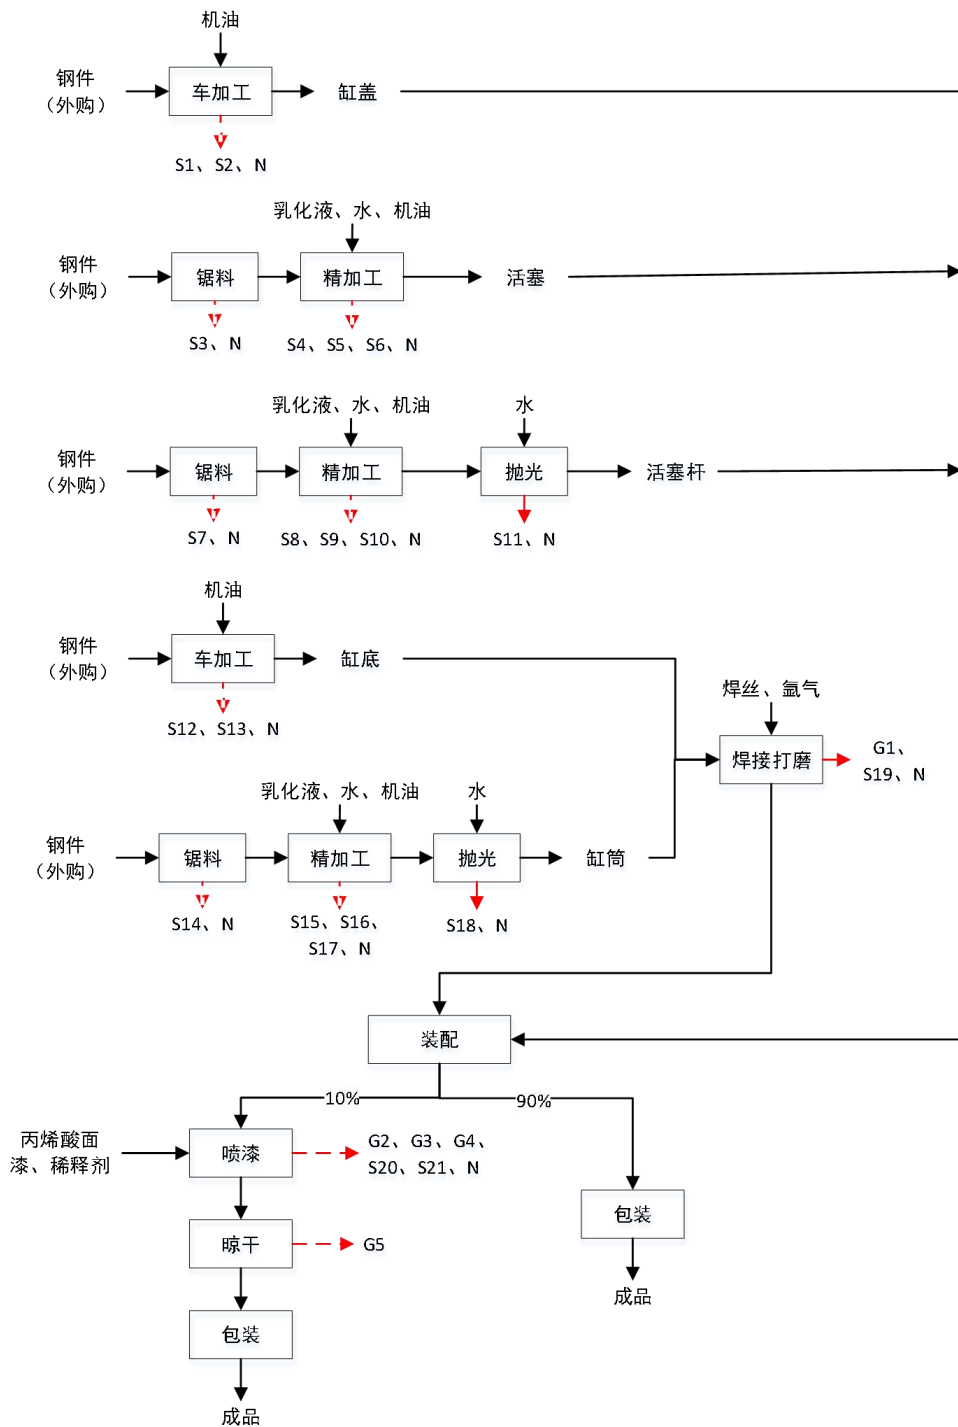 机油
钢件
（外购）
车加工
缸盖
S1、S2、N
乳化液、水、机油
钢件
（外购）
锯料
精加工
活塞
S3、N
S4、S5、S6、N
乳化液、水、机油
水
钢件
（外购）
锯料
精加工
抛光
活塞杆
S7、N
S8、S9、S10、N
S11、N
机油
钢件
（外购）
车加工
缸底
S12、S13、N
焊丝、氩气
焊接打磨
G1、
S19、N
乳化液、水、机油
水
钢件
（外购）
锯料
精加工
抛光
缸筒
S14、N
S15、S16、
S17、N
S18、N
装配
10%
90%
丙烯酸面
漆、稀释剂
喷漆
G2、G3、G4、
S20、S21、N
包装
晾干
G5
成品
包装
成品